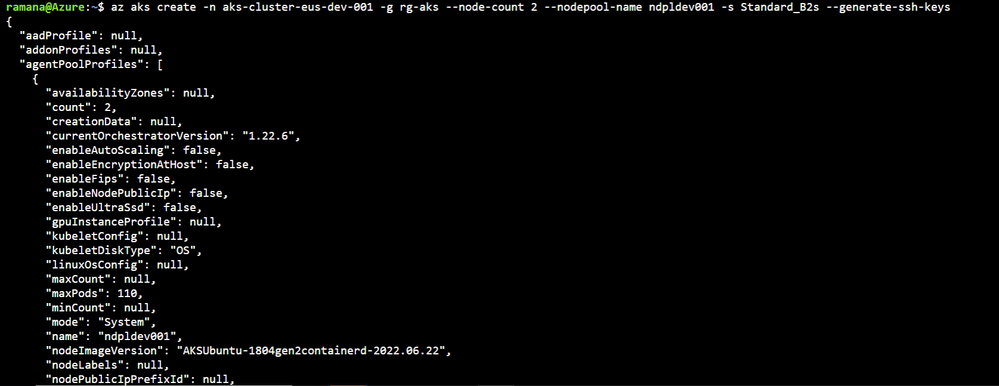 ramana@Azure:~$ az aks create -n aks-cluster-eus-dev-001 -g rg-aks --node-count 2 --nodepool-name ndpldev001 -s Standard_B2s --generate-ssh-keys
{
  "aadProfile": null,
  "addonProfiles": null,
  "agentPoolProfiles": [
    {
      "availabilityZones": null,
      "count": 2,
      "creationData": null,
      "currentOrchestratorVersion": "1.22.6",
      "enableAutoScaling": false,
      "enableEncryptionAtHost": false,
      "enableFips": false,
      "enableNodePublicIp": false,
      "enableUltraSsd": false,
      "gpuInstanceProfile": null,
      "kubeletConfig": null,
      "kubeletDiskType": "OS",
      "linuxOsConfig": null,
      "maxCount": null,
      "maxPods": 110,
      "minCount": null,
      "mode": "System",
      "name": "ndpldev001",
      "nodeImageVersion": "AKSUbuntu-1804gen2containerd-2022.06.22",
      "nodeLabels": null,
      "nodePublicIpPrefixId": null,